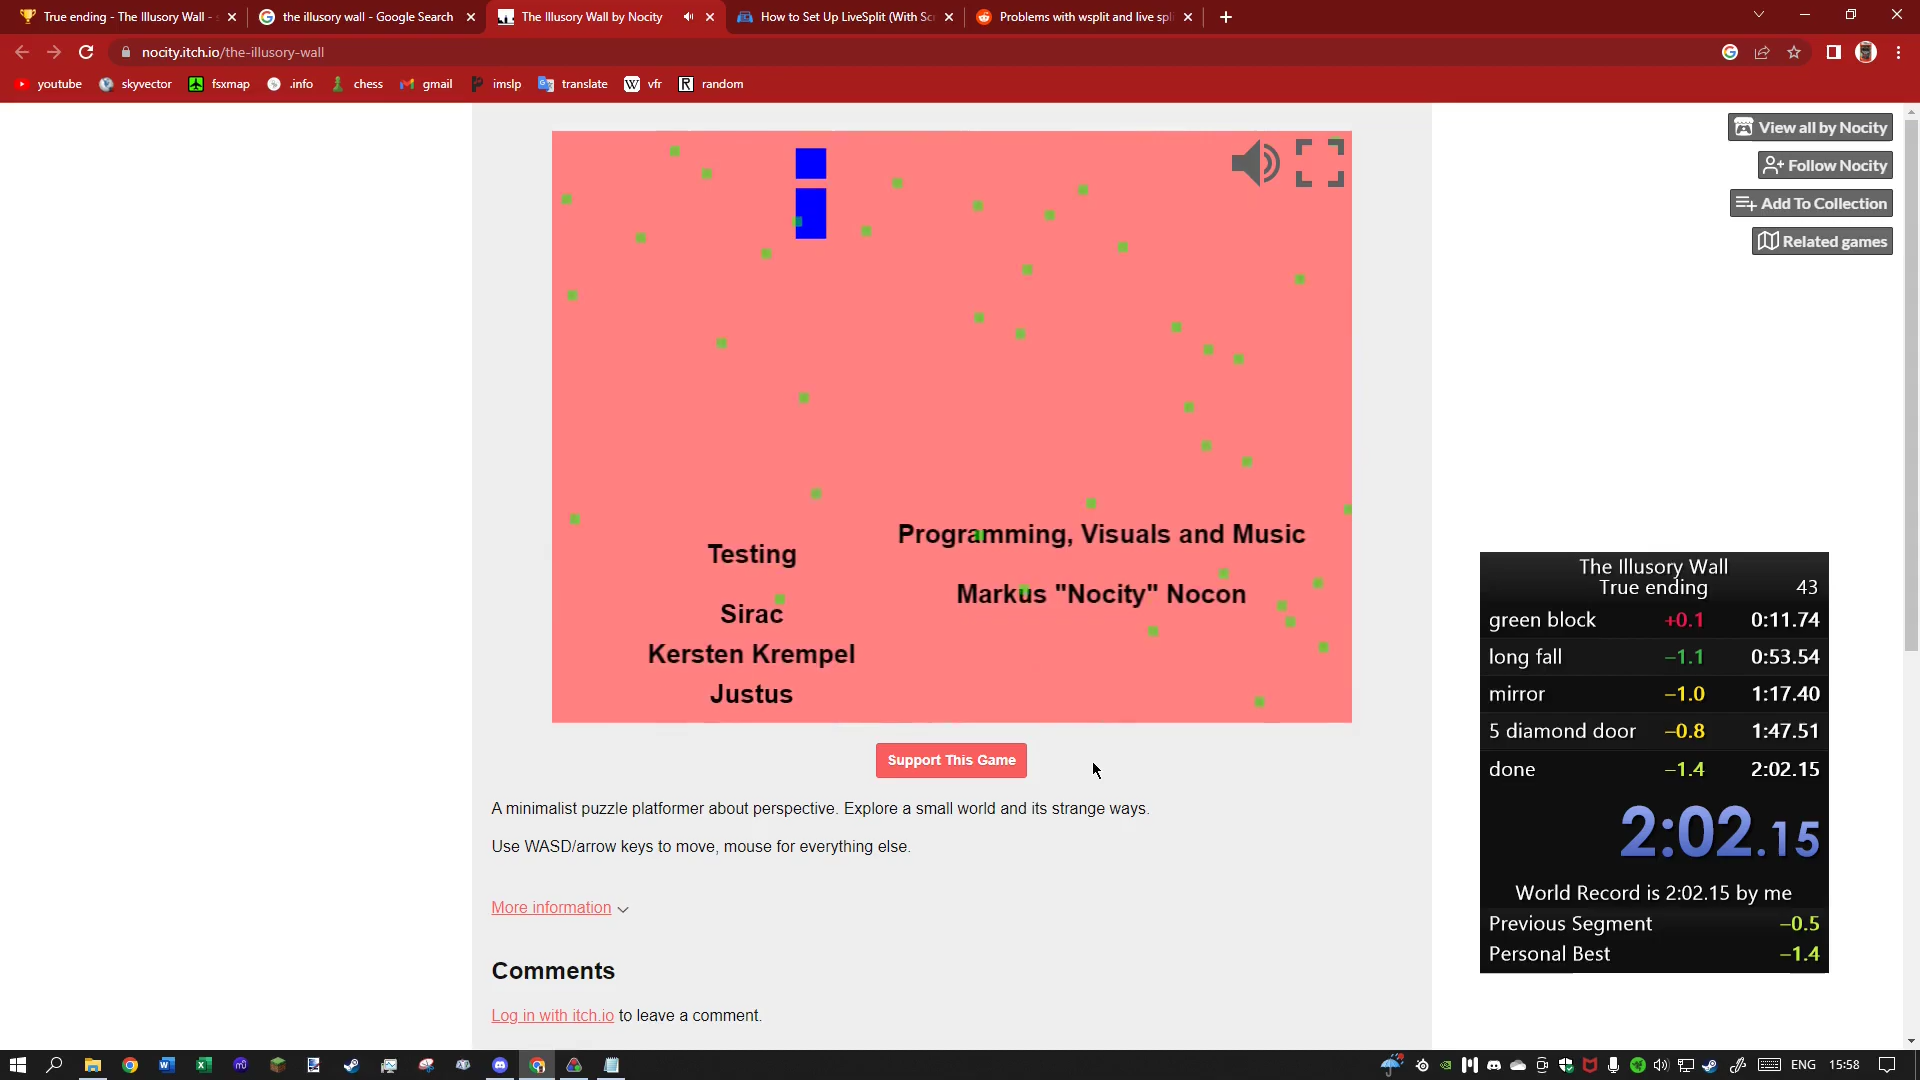 True ending - The Illusory Wall -
the illusory wall - Google Search
The Illusory Wall by Nocity
How to Set Up LiveSplit (With Sc
Problems with wsplit and live spli
nocity.itch.io/the-illusory-wall
youtube
skyvector
fsxmap
.info
chess
gmail
imslp
translate
W
vfr
R
random
View all by Nocity
Follow Nocity
Add To Collection
Related games
Programming, Visuals and Music
Testing
Markus "Nocity" Nocon
Sirac
Kersten Krempel
Justus
The Illusory Wall
True ending 43
green block +0.1 0:11.74
long fall −1.1 0:53.54
mirror −1.0 1:17.40
5 diamond door −0.8 1:47.51
done −1.4 2:02.15
2:02.15
World Record is 2:02.15 by me
Previous Segment −0.5
Personal Best −1.4
Support This Game
A minimalist puzzle platformer about perspective. Explore a small world and its strange ways.
Use WASD/arrow keys to move, mouse for everything else.
More information
Comments
Log in with itch.io to leave a comment.
ENG
15:58